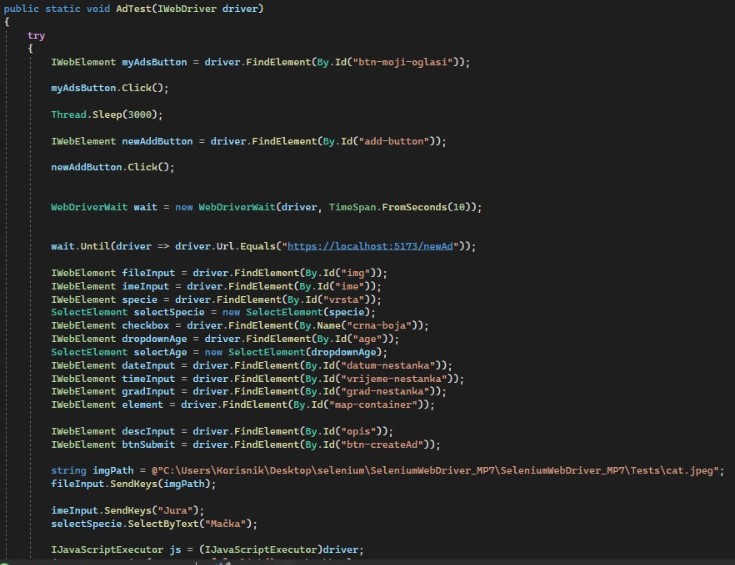 public static void AdTest(IWebDriver driver)
{
try
{
IWebElement myAdsButton = driver.FindElement(By.Id("btn-moji-oglasi"));
myAdsButton.Click();
Thread.Sleep(3000);
IWebElement newAddButton = driver.FindElement(By.Id("add-button"));
newAddButton.Click();
WebDriverWait wait = new WebDriverWait(driver, TimeSpan.FromSeconds(10));
wait.Until(driver => driver.Url.Equals("https://localhost:5173/newAd"));
IWebElement fileInput = driver.FindElement(By.Id("img"));
IWebElement imeInput = driver.FindElement(By.Id("ime"));
IWebElement specie = driver.FindElement(By.Id("vrsta"));
SelectElement selectSpecie = new SelectElement(specie);
IWebElement checkbox = driver.FindElement(By.Name("crna-boja"));
IWebElement dropdownAge = driver.FindElement(By.Id("age"));
SelectElement selectAge = new SelectElement(dropdownAge);
IWebElement dateInput = driver.FindElement(By.Id("datum-nestanka"));
IWebElement timeInput = driver.FindElement(By.Id("vrijeme-nestanka"));
IWebElement gradInput = driver.FindElement(By.Id("grad-nestanka"));
IWebElement element = driver.FindElement(By.Id("map-container"));
IWebElement descInput = driver.FindElement(By.Id("opis"));
IWebElement btnSubmit = driver.FindElement(By.Id("btn-createAd"));
string imgPath = @"C:\Users\Korisnik\Desktop\selenium\SeleniumWebDriver_MP7\SeleniumWebDriver_MP7\Tests\cat.jpeg";
fileInput.SendKeys(imgPath);
imeInput.SendKeys("Jura");
selectSpecie.SelectByText("Mačka");
IJavaScriptExecutor js = (IJavaScriptExecutor)driver;